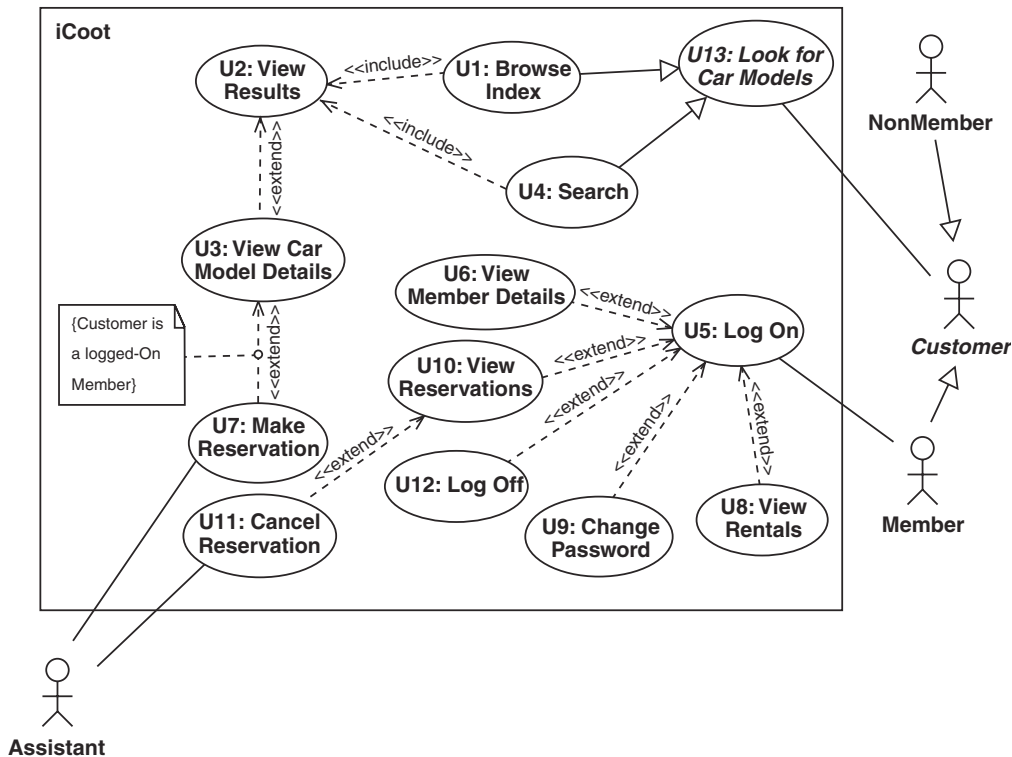 iCoot
U2: View
Results
<<include>>
U1: Browse
Index
U13: Look for
Car Models
NonMember
<<include>>
<<extend>>
U4: Search
U3: View Car
Model Details
U6: View
Member Details
<<extend>>
U5: Log On
Customer
{Customer is
a logged-On
Member}
<<extend>>
U10: View
Reservations
<<extend>>
<<extend>>
<<extend>>
<<extend>>
U7: Make
Reservation
<<extend>>
U12: Log Off
U11: Cancel
Reservation
U9: Change
Password
U8: View
Rentals
Member
Assistant